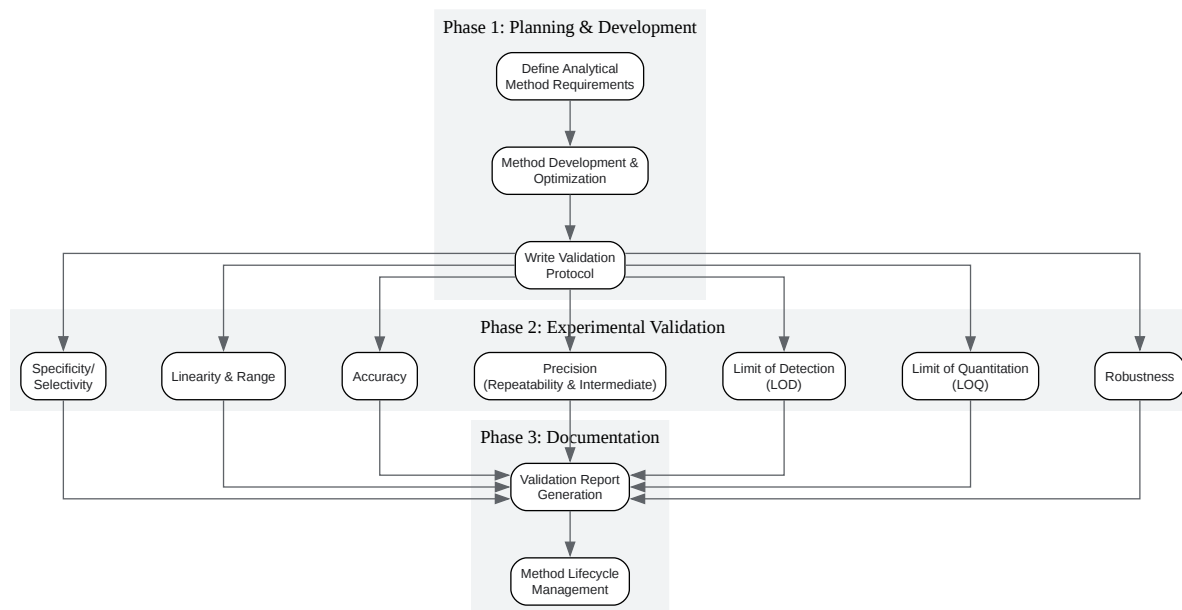 Phase 1: Planning & Development
Define Analytical
Method Requirements
Method Development &
Optimization
Write Validation
Protocol
Phase 2: Experimental Validation
Specificity/
Selectivity
Linearity & Range
Accuracy
Precision
(Repeatability & Intermediate)
Limit of Detection
(LOD)
Limit of Quantitation
(LOQ)
Robustness
Phase 3: Documentation
Validation Report
Generation
Method Lifecycle
Management